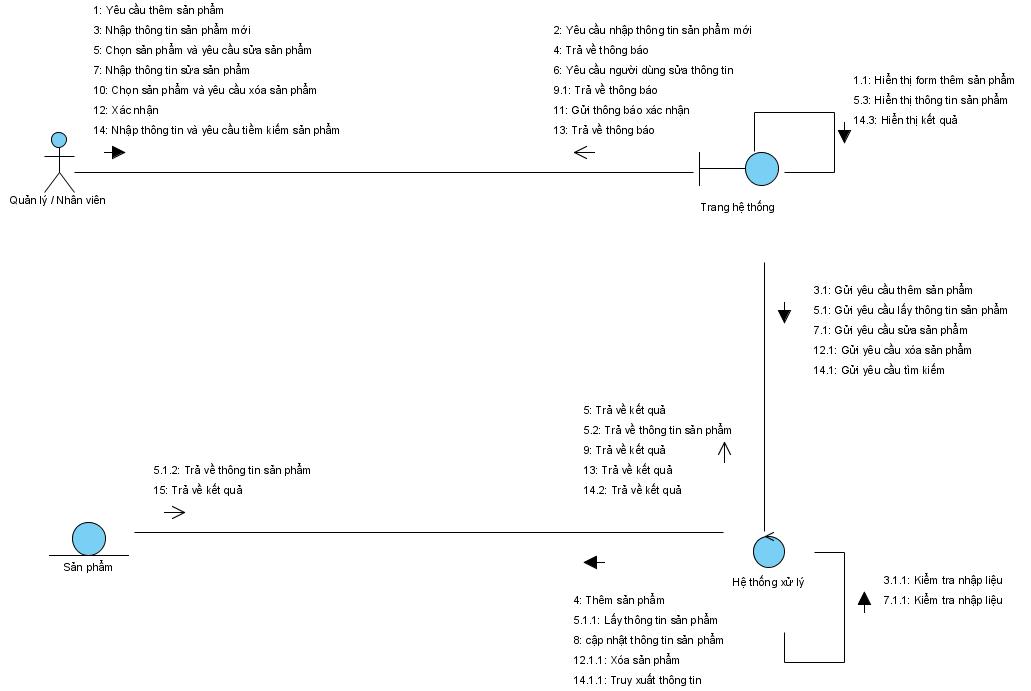 1: Yêu cầu thêm sản phẩm
3: Nhập thông tin sản phẩm mới
5: Chọn sản phẩm và yêu cầu sửa sản phẩm
7: Nhập thông tin sửa sản phẩm
10: Chọn sản phẩm và yêu cầu xóa sản phẩm
12: Xác nhận
14: Nhập thông tin và yêu cầu tiềm kiếm sản phẩm
2: Yêu cầu nhập thông tin sản phẩm mới
4: Trả về thông báo
6: Yêu cầu người dùng sửa thông tin
9.1: Trả về thông báo
11: Gửi thông báo xác nhận
13: Trả về thông báo
1.1: Hiển thị form thêm sản phẩm
5.3: Hiển thị thông tin sản phẩm
14.3: Hiển thị kết quả
Quản lý / Nhân viên
Trang hệ thống
3.1: Gửi yêu cầu thêm sản phẩm
5.1: Gửi yêu cầu lấy thông tin sản phẩm
7.1: Gửi yêu cầu sửa sản phẩm
12.1: Gửi yêu cầu xóa sản phẩm
14.1: Gửi yêu cầu tìm kiếm
5: Trả về kết quả
5.2: Trả về thông tin sản phẩm
9: Trả về kết quả
13: Trả về kết quả
14.2: Trả về kết quả
5.1.2: Trả về thông tin sản phẩm
15: Trả về kết quả
Sản phẩm
Hệ thống xử lý
3.1.1: Kiểm tra nhập liệu
7.1.1: Kiểm tra nhập liệu
4: Thêm sản phẩm
5.1.1: Lấy thông tin sản phẩm
8: cập nhật thông tin sản phẩm
12.1.1: Xóa sản phẩm
14.1.1: Truy xuất thông tin